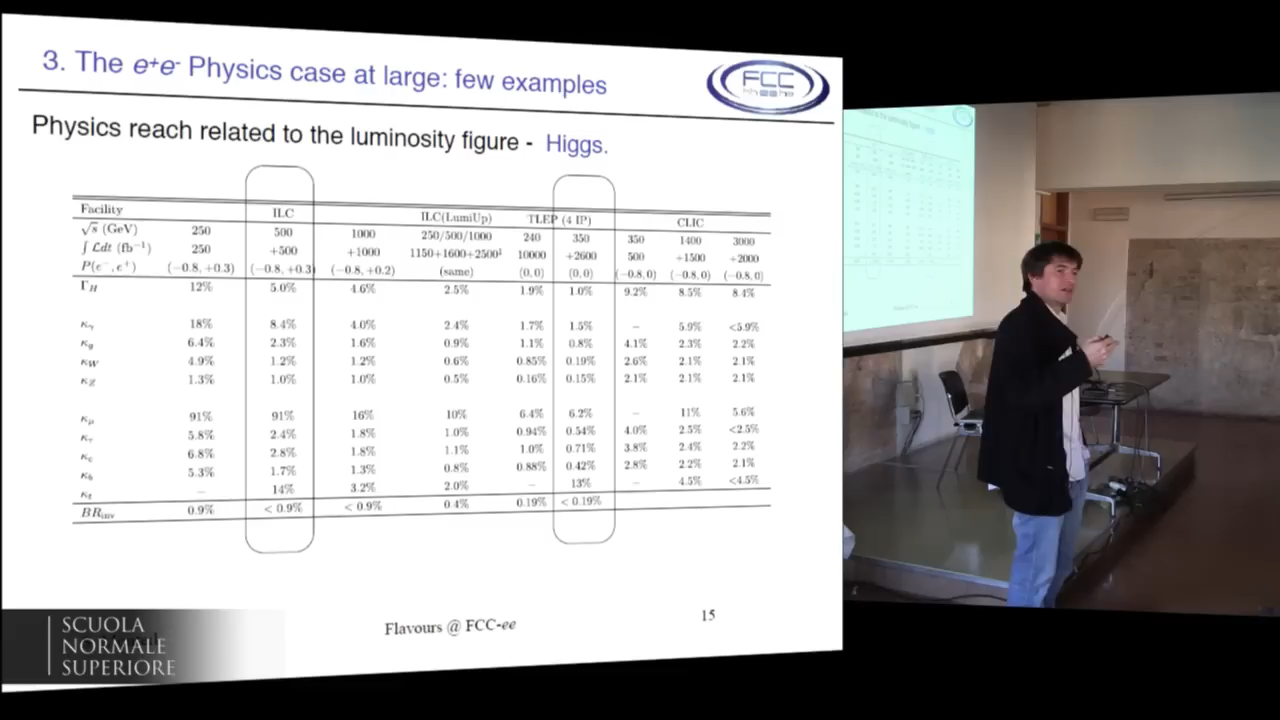 3. The e⁺e⁻ Physics case at large: few examples
FCC
Physics reach related to the luminosity figure - Higgs.
Facility ILC ILC(LumiUp) TLEP (4 IP) CLIC
√s (GeV) 250 500 1000 250/500/1000 240 350 350 1400 3000
∫ Ldt (fb⁻¹) 250 +500 +1000 1150+1600+2500‡ 10000 +2600 500 +1500 +2000
P(e⁻, e⁺) (−0.8, +0.3) (−0.8, +0.3) (−0.8, +0.2) (same) (0, 0) (0, 0) (−0.8, 0) (−0.8, 0) (−0.8, 0)
Γ_H 12% 5.0% 4.6% 2.5% 1.9% 1.0% 9.2% 8.5% 8.4%
κ_γ 18% 8.4% 4.0% 2.4% 1.7% 1.5% – 5.9% <5.9%
κ_g 6.4% 2.3% 1.6% 0.9% 1.1% 0.8% 4.1% 2.3% 2.2%
κ_W 4.9% 1.2% 1.2% 0.6% 0.85% 0.19% 2.6% 2.1% 2.1%
κ_Z 1.3% 1.0% 1.0% 0.5% 0.16% 0.15% 2.1% 2.1% 2.1%
κ_μ 91% 91% 16% 10% 6.4% 6.2% – 11% 5.6%
κ_τ 5.8% 2.4% 1.8% 1.0% 0.94% 0.54% 4.0% 2.5% <2.5%
κ_c 6.8% 2.8% 1.8% 1.1% 1.0% 0.71% 3.8% 2.4% 2.2%
κ_b 5.3% 1.7% 1.3% 0.8% 0.88% 0.42% 2.8% 2.2% 2.1%
κ_t – 14% 3.2% 2.0% – 13% – 4.5% <4.5%
BR_inv 0.9% < 0.9% < 0.9% 0.4% 0.19% < 0.19%
Flavours @ FCC-ee
15
SCUOLA
NORMALE
SUPERIORE